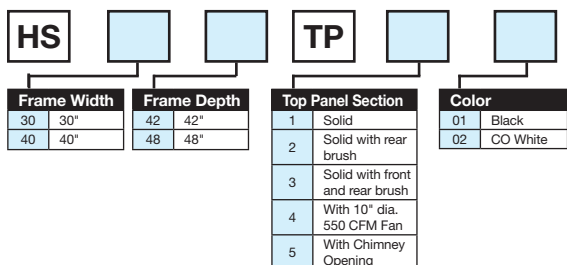 HS TP
Frame Width
30 30"
40 40"
Frame Depth
42 42"
48 48"
Top Panel Section
1 Solid
2 Solid with rear
brush
3 Solid with front
and rear brush
4 With 10" dia.
550 CFM Fan
5 With Chimney
Opening
Color
01 Black
02 CO White